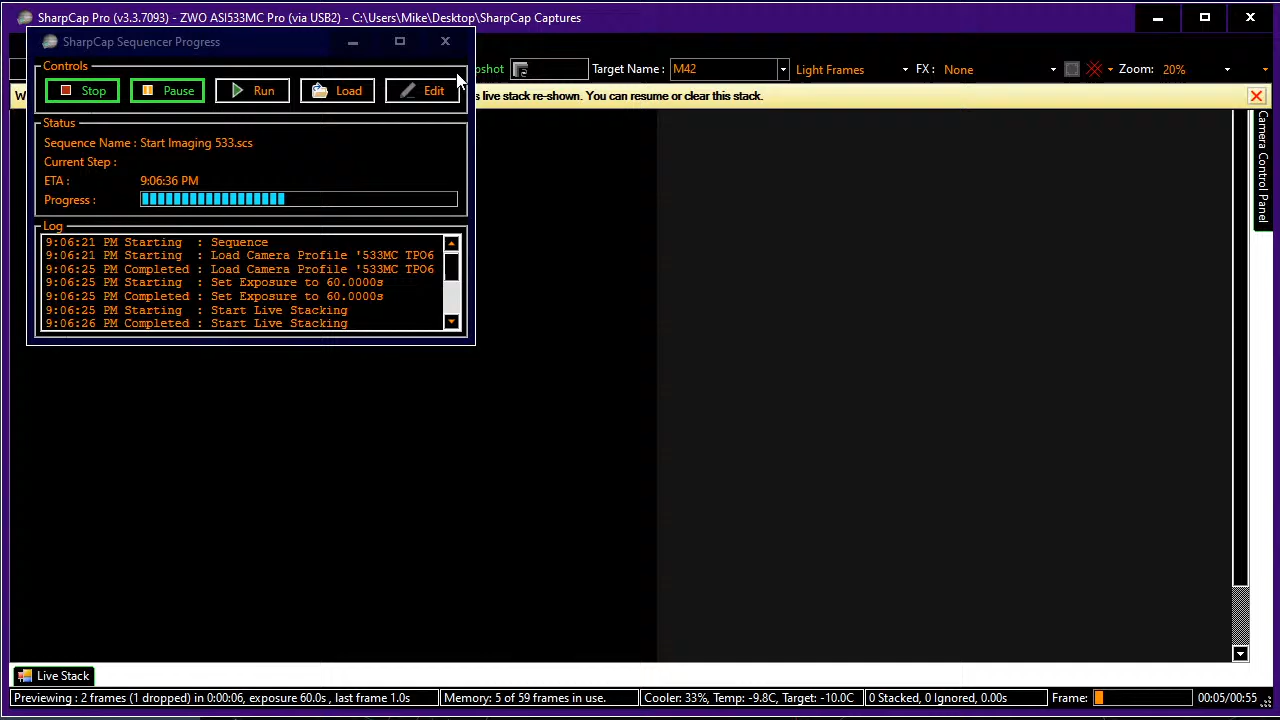 SharpCap Pro (v3.3.7093) - ZWO ASI533MC Pro (via USB2) - C:\Users\Mike\Desktop\SharpCap Captures
SharpCap Sequencer Progress
Controls
Stop Pause Run Load Edit
pshot Target Name : M42 Light Frames FX : None Zoom: 20%
W s live stack re-shown. You can resume or clear this stack.
Status
Sequence Name : Start Imaging 533.scs
Current Step :
ETA : 9:06:36 PM
Progress :
Log
9:06:21 PM Starting : Sequence
9:06:21 PM Starting : Load Camera Profile '533MC TPO6
9:06:25 PM Completed : Load Camera Profile '533MC TPO6
9:06:25 PM Starting : Set Exposure to 60.0000s
9:06:25 PM Completed : Set Exposure to 60.0000s
9:06:25 PM Starting : Start Live Stacking
9:06:26 PM Completed : Start Live Stacking
Camera Control Panel
Live Stack
Previewing : 2 frames (1 dropped) in 0:00:06, exposure 60.0s , last frame 1.0s Memory: 5 of 59 frames in use. Cooler: 33%, Temp: -9.8C, Target: -10.0C 0 Stacked, 0 Ignored, 0.00s Frame: 00:05/00:55